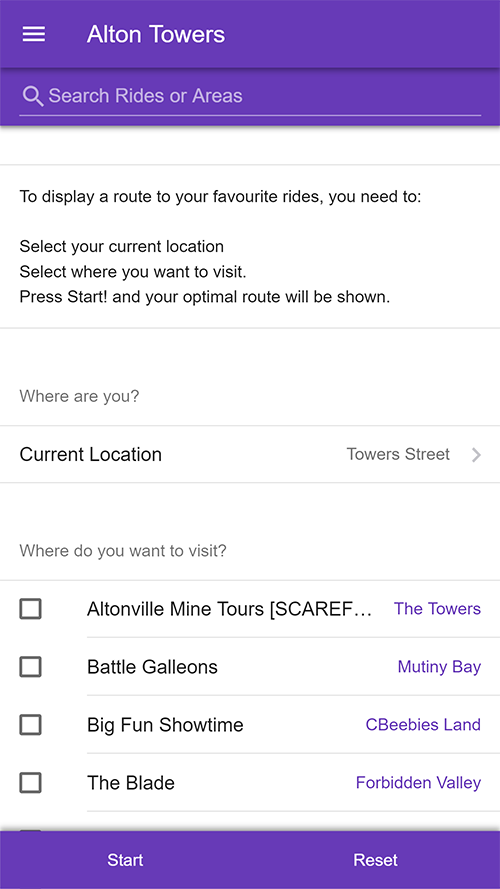 Alton Towers
Search Rides or Areas
To display a route to your favourite rides, you need to:
Select your current location
Select where you want to visit.
Press Start! and your optimal route will be shown.
Where are you?
Current Location Towers Street
Where do you want to visit?
Altonville Mine Tours [SCAREF… The Towers
Battle Galleons Mutiny Bay
Big Fun Showtime CBeebies Land
The Blade Forbidden Valley
Start Reset